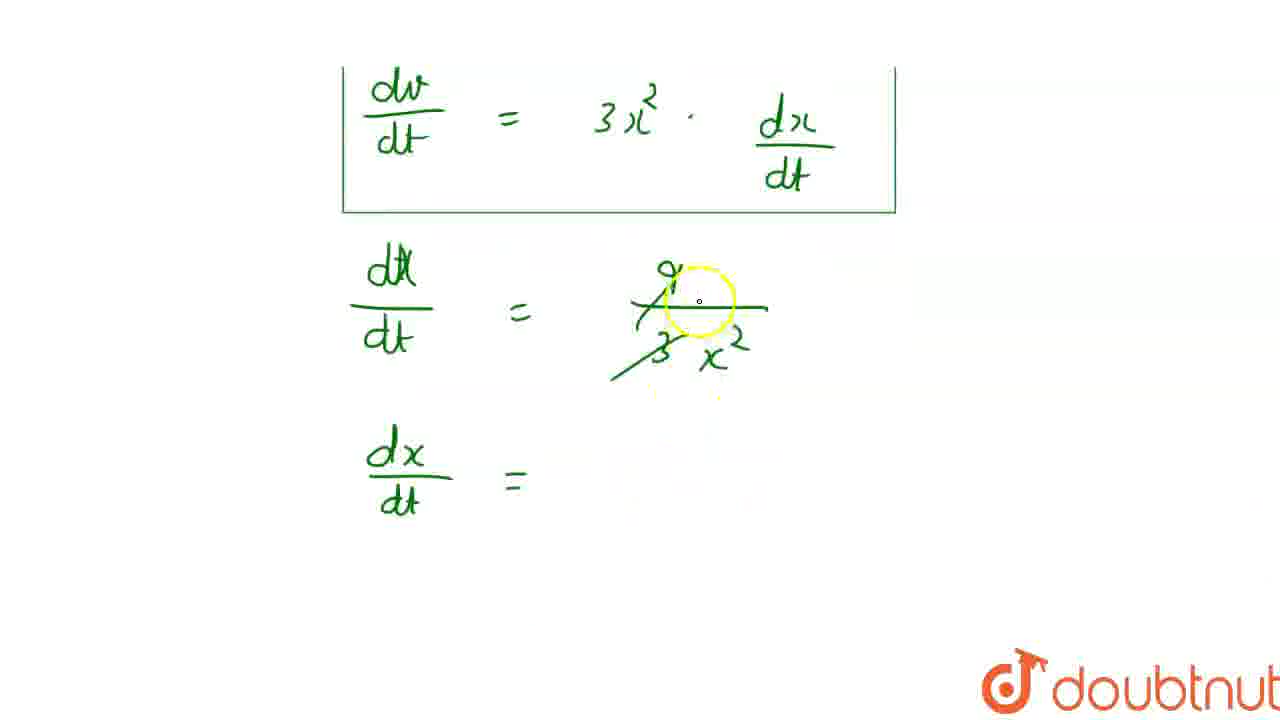 dv/dt = 3x² · dx/dt
dx/dt = 9/3x²
dx/dt =
doubtnut